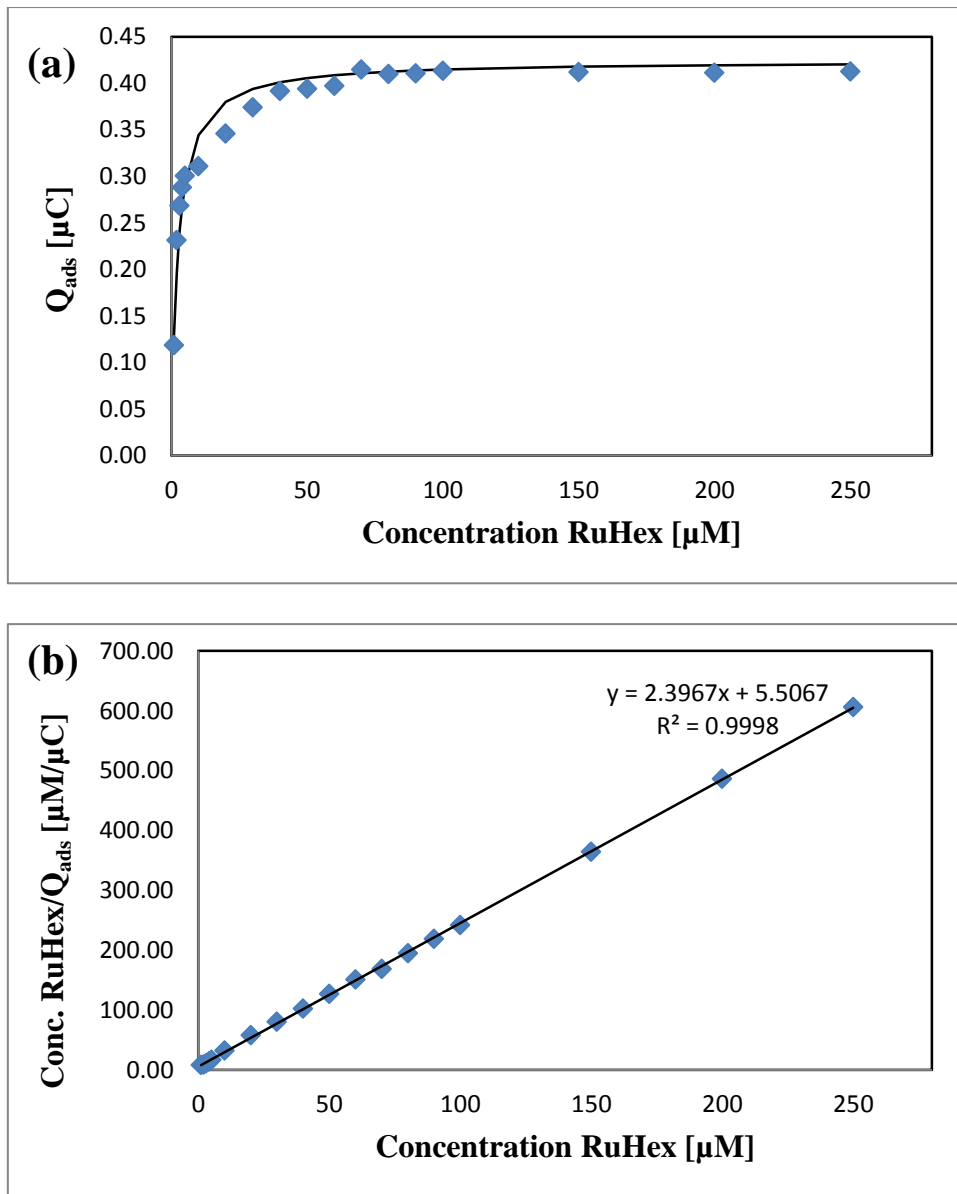 (a)
0.45
0.40
0.35
0.30
0.25
0.20
0.15
0.10
0.05
0.00
Qads [µC]
0 50 100 150 200 250
Concentration RuHex [µM]
(b)
700.00
600.00
500.00
400.00
300.00
200.00
100.00
0.00
Conc. RuHex/Qads [µM/µC]
y = 2.3967x + 5.5067
R² = 0.9998
0 50 100 150 200 250
Concentration RuHex [µM]